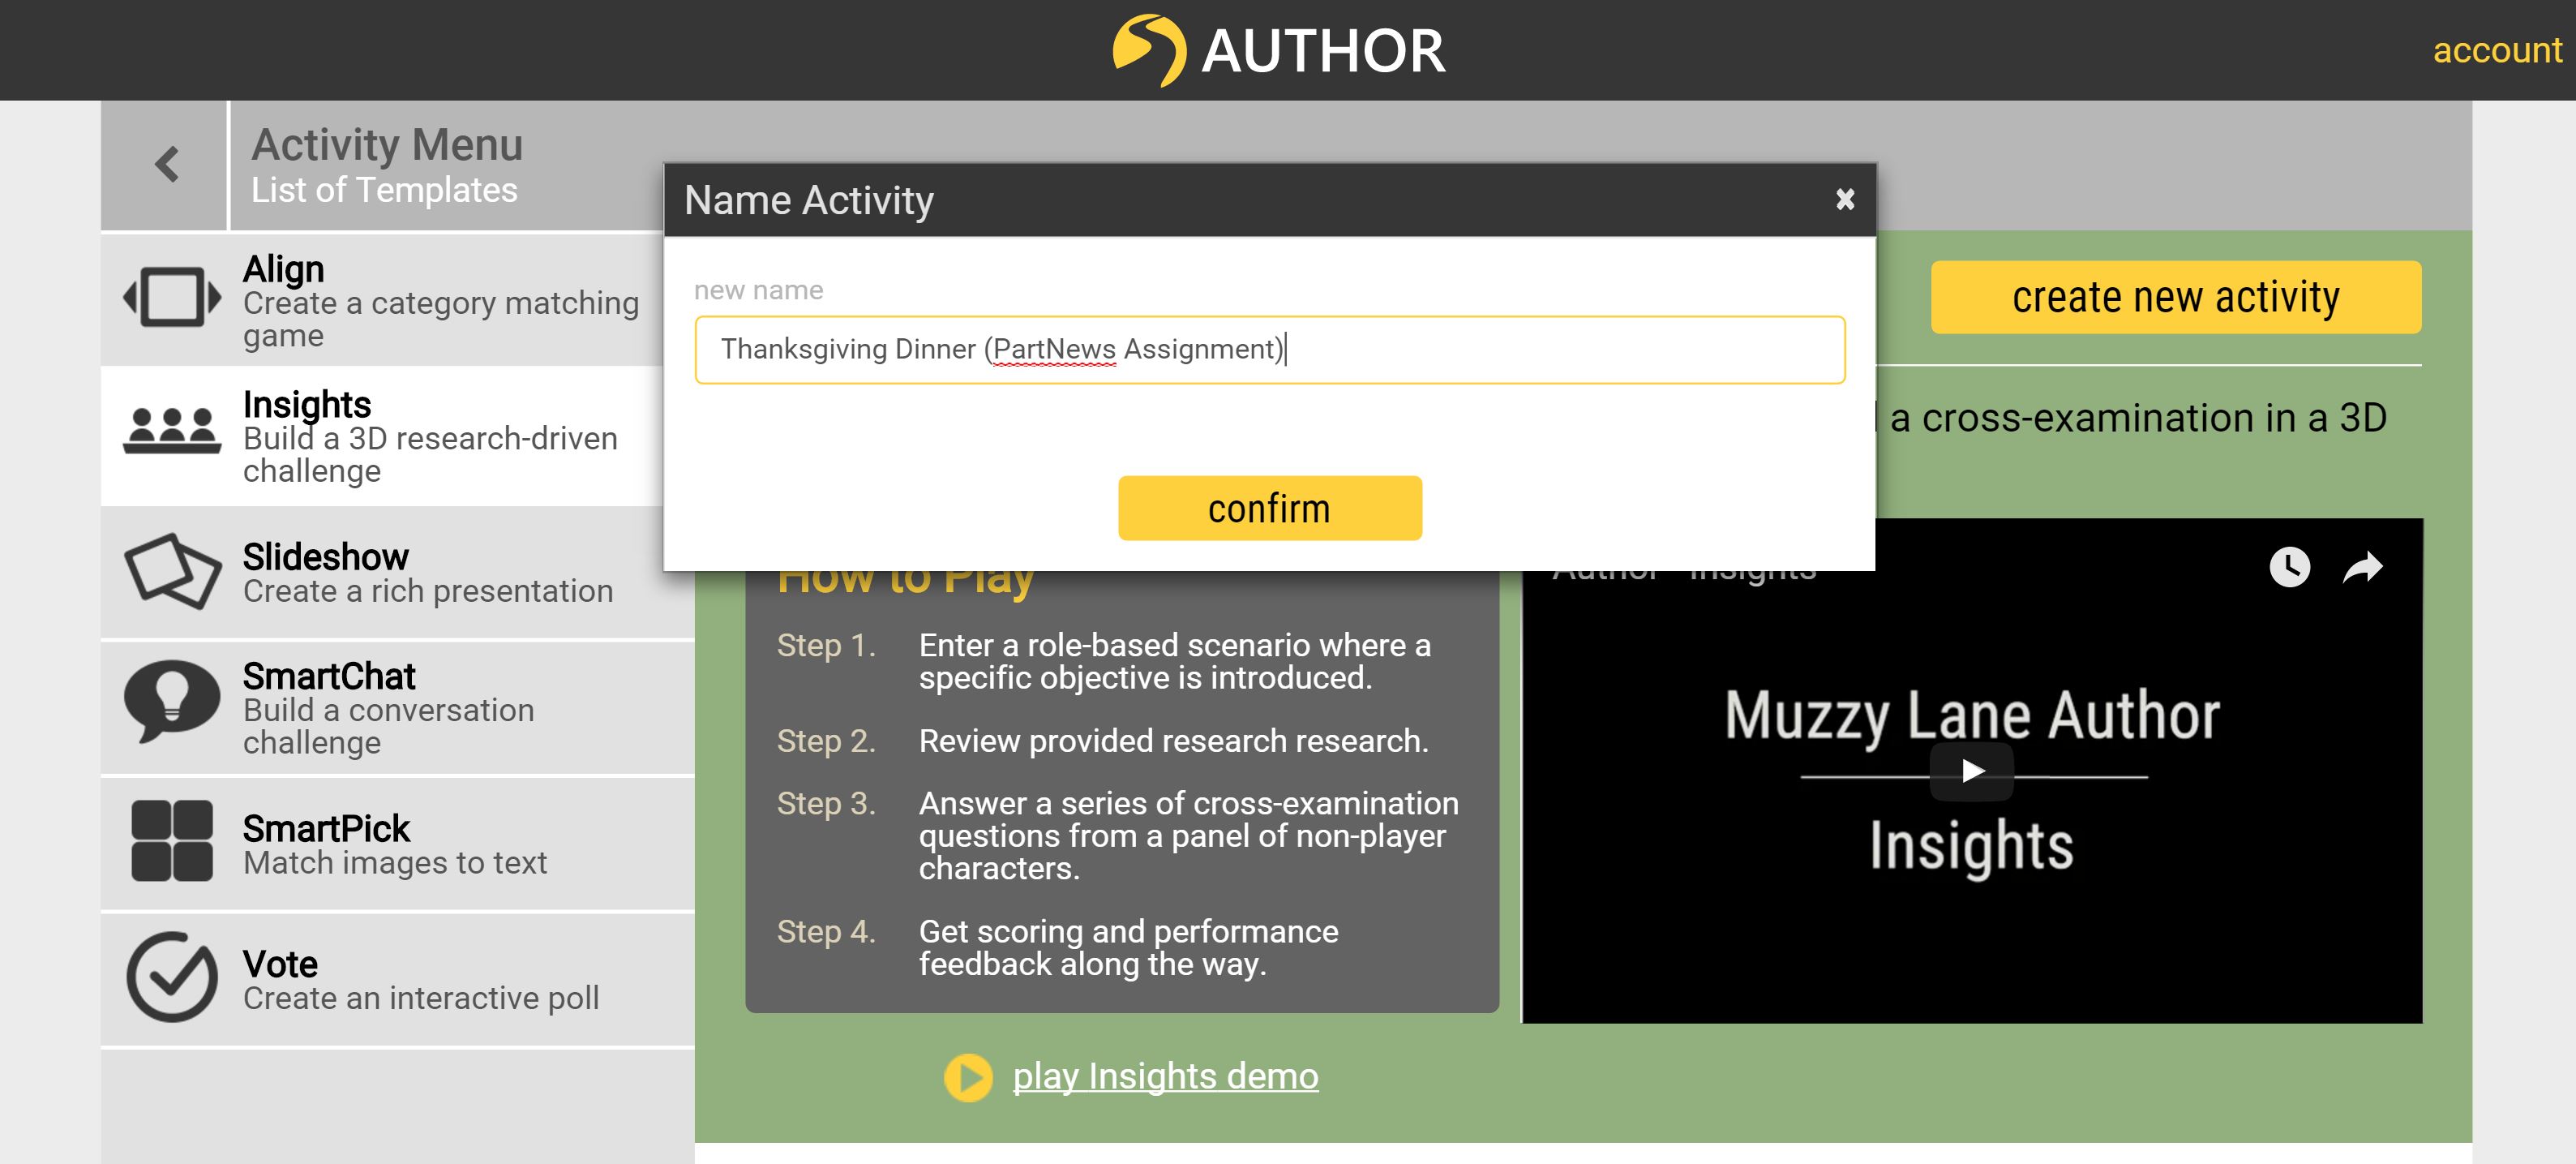 AUTHOR
account
Activity Menu
List of Templates
Align
Create a category matching
game
Insights
Build a 3D research-driven
challenge
Slideshow
Create a rich presentation
SmartChat
Build a conversation
challenge
SmartPick
Match images to text
Vote
Create an interactive poll
Name Activity
new name
Thanksgiving Dinner (PartNews Assignment)
confirm
create new activity
a cross-examination in a 3D
How to Play
Step 1. Enter a role-based scenario where a
specific objective is introduced.
Step 2. Review provided research research.
Step 3. Answer a series of cross-examination
questions from a panel of non-player
characters.
Step 4. Get scoring and performance
feedback along the way.
Author Insights
Muzzy Lane Author
Insights
play Insights demo